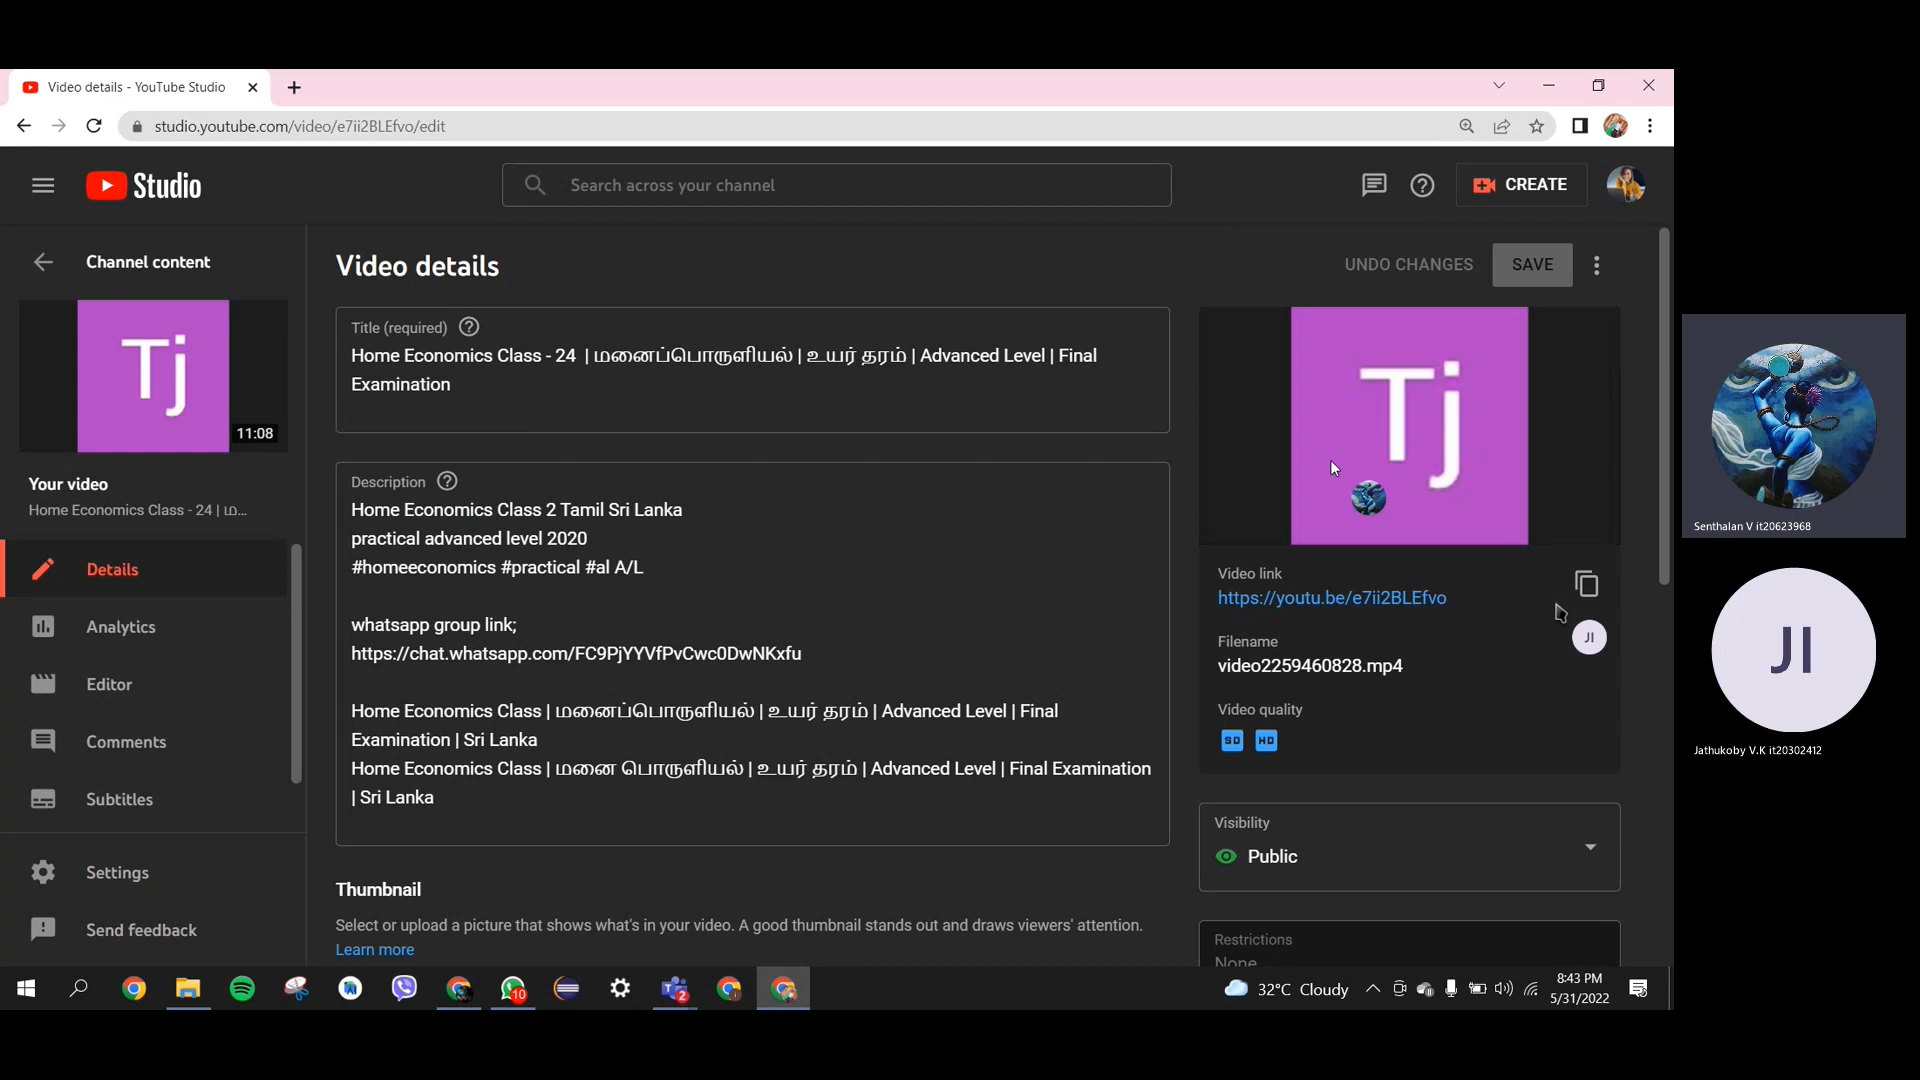 Video details - YouTube Studio
studio.youtube.com/video/e7ii2BLEfvo/edit
Studio
Search across your channel
CREATE
Channel content
Tj
11:08
Your video
Home Economics Class - 24 | ம...
Details
Analytics
Editor
Comments
Subtitles
Settings
Send feedback
Video details
UNDO CHANGES
SAVE
Title (required)
Home Economics Class - 24 | மனைப்பொருளியல் | உயர் தரம் | Advanced Level | Final
Examination
Description
Home Economics Class 2 Tamil Sri Lanka
practical advanced level 2020
#homeeconomics #practical #al A/L
whatsapp group link;
https://chat.whatsapp.com/FC9PjYYVfPvCwc0DwNKxfu
Home Economics Class | மனைப்பொருளியல் | உயர் தரம் | Advanced Level | Final
Examination | Sri Lanka
Home Economics Class | மனை பொருளியல் | உயர் தரம் | Advanced Level | Final Examination
| Sri Lanka
Thumbnail
Select or upload a picture that shows what's in your video. A good thumbnail stands out and draws viewers' attention.
Learn more
Tj
Video link
https://youtu.be/e7ii2BLEfvo
JI
Filename
video2259460828.mp4
Video quality
SD HD
Visibility
Public
Restrictions
None
Senthalan V it20623968
JI
Jathukoby V.K it20302412
10
2
32°C Cloudy
8:43 PM
5/31/2022